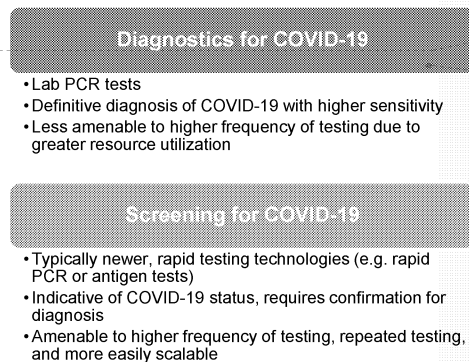 Diagnostics for COVID-19
• Lab PCR tests
• Definitive diagnosis of COVID-19 with higher sensitivity
• Less amenable to higher frequency of testing due to
greater resource utilization
Screening for COVID-19
• Typically newer, rapid testing technologies (e.g. rapid
PCR or antigen tests)
• Indicative of COVID-19 status, requires confirmation for
diagnosis
• Amenable to higher frequency of testing, repeated testing,
and more easily scalable